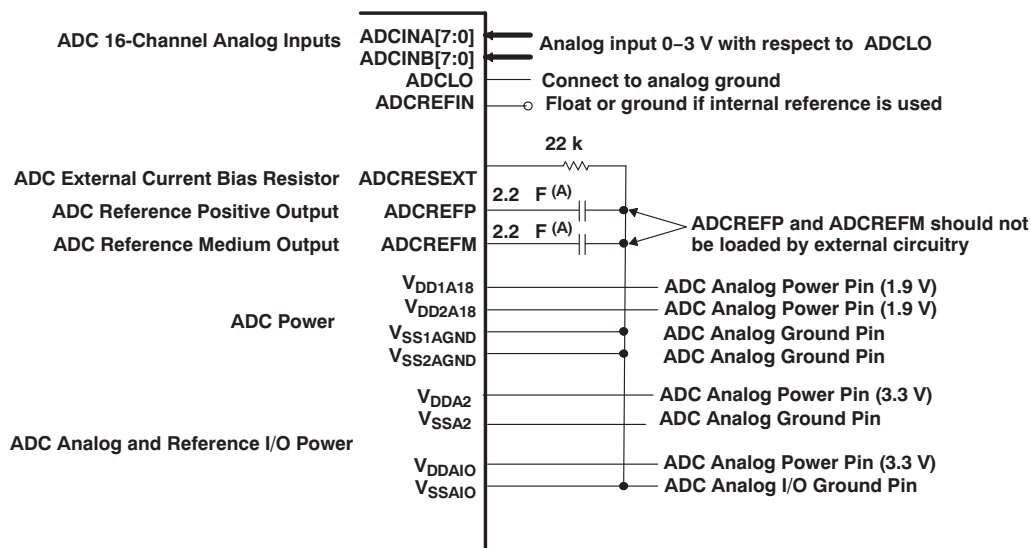 ADC 16-Channel Analog Inputs ADCINA[7:0] Analog input 0–3 V with respect to ADCLO
ADCINB[7:0]
ADCLO Connect to analog ground
ADCREFIN Float or ground if internal reference is used
22 k
ADC External Current Bias Resistor ADCRESEXT
2.2 F (A)
ADC Reference Positive Output ADCREFP
ADCREFP and ADCREFM should not
be loaded by external circuitry
2.2 F (A)
ADC Reference Medium Output ADCREFM
VDD1A18 ADC Analog Power Pin (1.9 V)
VDD2A18 ADC Analog Power Pin (1.9 V)
ADC Power
VSS1AGND ADC Analog Ground Pin
VSS2AGND ADC Analog Ground Pin
VDDA2 ADC Analog Power Pin (3.3 V)
VSSA2 ADC Analog Ground Pin
ADC Analog and Reference I/O Power
VDDAIO ADC Analog Power Pin (3.3 V)
VSSAIO ADC Analog I/O Ground Pin